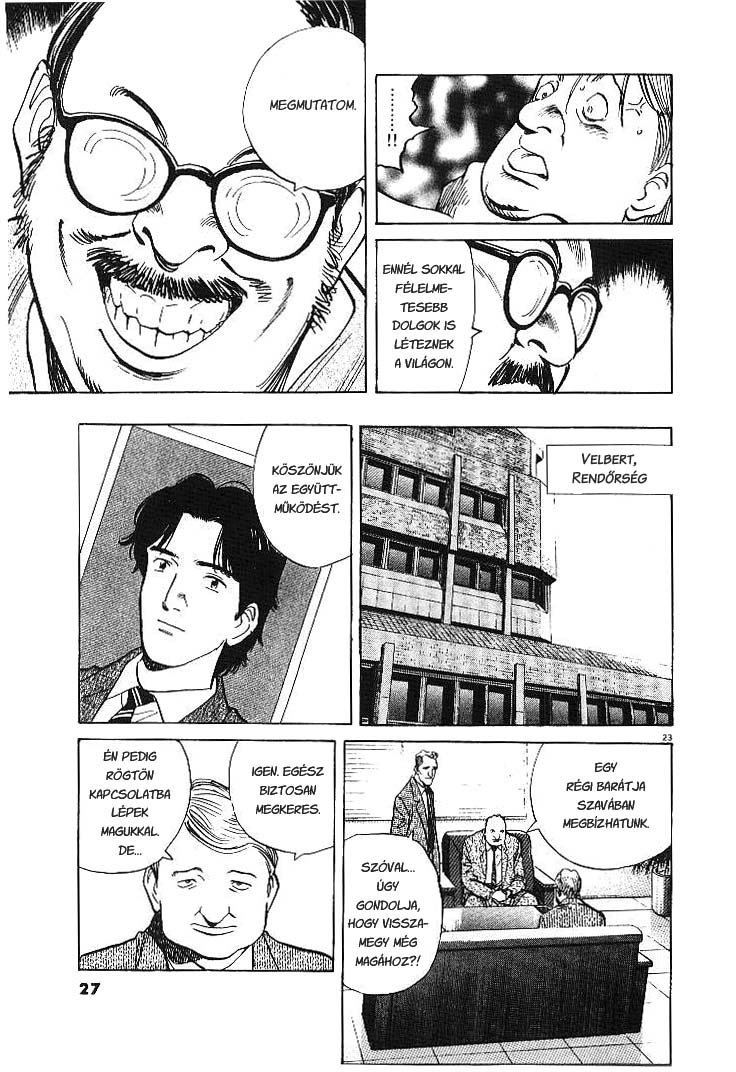 .........!!
ENNÉL SOKKAL
FÉLELME-
TESEBB
DOLGOK IS
LÉTEZNEK
A VILÁGON.
MEGMUTATOM.
VELBERT,
RENDŐRSÉG
KÖSZÖNJÜK
AZ EGYÜTT-
MŰKÖDÉST.
23
EGY
RÉGI BARÁTJA
SZAVÁBAN
MEGBÍZHATUNK.
SZÓVAL...
ÚGY
GONDOLJA,
HOGY VISSZA-
MEGY MÉG
MAGÁHOZ?!
IGEN. EGÉSZ
BIZTOSAN
MEGKERES.
ÉN PEDIG
RÖGTÖN
KAPCSOLATBA
LÉPEK
MAGUKKAL.
DE...
27